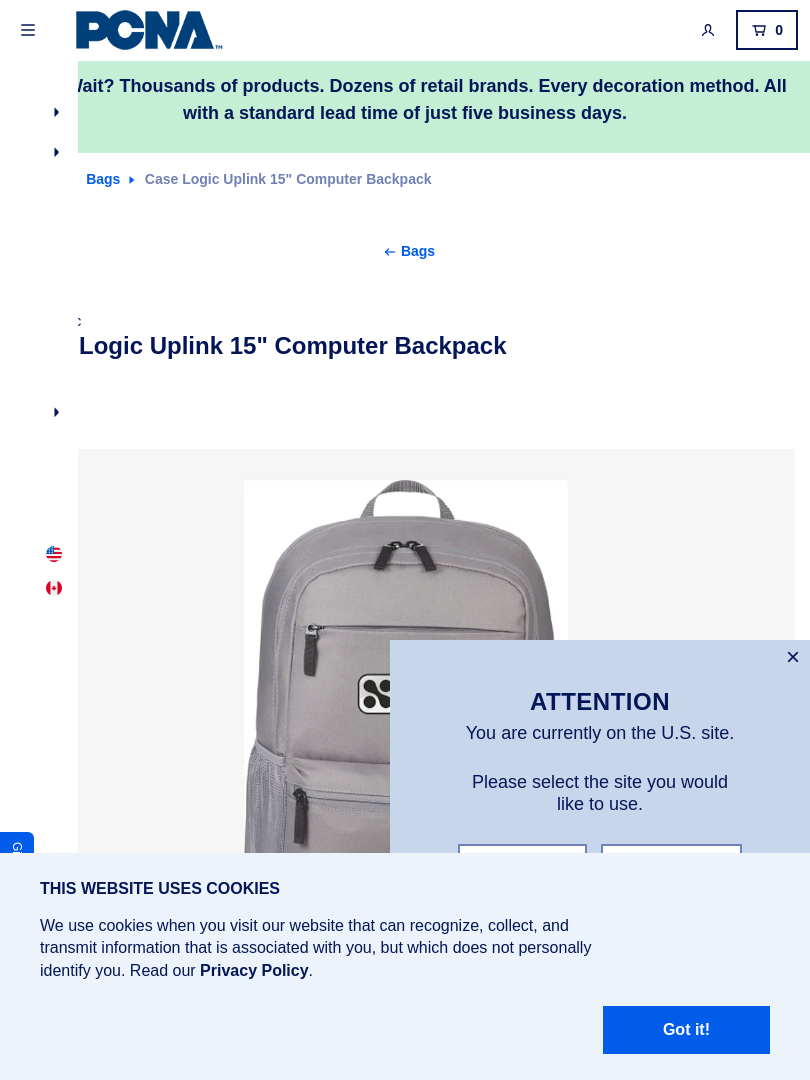 PCNA
TM
0
Wait? Thousands of products. Dozens of retail brands. Every decoration method. All
with a standard lead time of just five business days.
Bags
Case Logic Uplink 15" Computer Backpack
Bags
Logic Uplink 15" Computer Backpack
ATTENTION
You are currently on the U.S. site.
Please select the site you would
like to use.
THIS WEBSITE USES COOKIES
We use cookies when you visit our website that can recognize, collect, and
transmit information that is associated with you, but which does not personally
identify you. Read our Privacy Policy.
Got it!